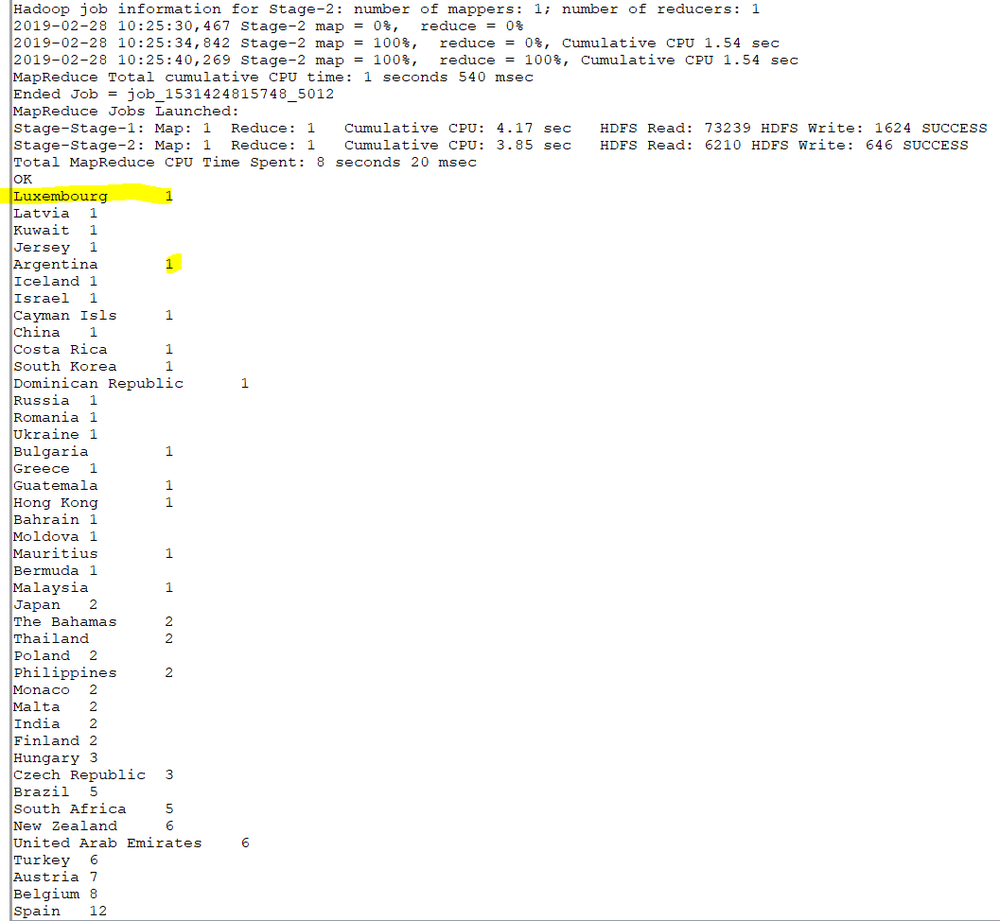 Hadoop job information for Stage-2: number of mappers: 1; number of reducers: 1
2019-02-28 10:25:30,467 Stage-2 map = 0%,  reduce = 0%
2019-02-28 10:25:34,842 Stage-2 map = 100%,  reduce = 0%, Cumulative CPU 1.54 sec
2019-02-28 10:25:40,269 Stage-2 map = 100%,  reduce = 100%, Cumulative CPU 1.54 sec
MapReduce Total cumulative CPU time: 1 seconds 540 msec
Ended Job = job_1531424815748_5012
MapReduce Jobs Launched:
Stage-Stage-1: Map: 1  Reduce: 1   Cumulative CPU: 4.17 sec   HDFS Read: 73239 HDFS Write: 1624 SUCCESS
Stage-Stage-2: Map: 1  Reduce: 1   Cumulative CPU: 3.85 sec   HDFS Read: 6210 HDFS Write: 646 SUCCESS
Total MapReduce CPU Time Spent: 8 seconds 20 msec
OK
Luxembourg      1
Latvia  1
Kuwait  1
Jersey  1
Argentina       1
Iceland 1
Israel  1
Cayman Isls     1
China   1
Costa Rica      1
South Korea     1
Dominican Republic      1
Russia  1
Romania 1
Ukraine 1
Bulgaria        1
Greece  1
Guatemala       1
Hong Kong       1
Bahrain 1
Moldova 1
Mauritius       1
Bermuda 1
Malaysia        1
Japan   2
The Bahamas     2
Thailand        2
Poland  2
Philippines     2
Monaco  2
Malta   2
India   2
Finland 2
Hungary 3
Czech Republic  3
Brazil  5
South Africa    5
New Zealand     6
United Arab Emirates    6
Turkey  6
Austria 7
Belgium 8
Spain   12